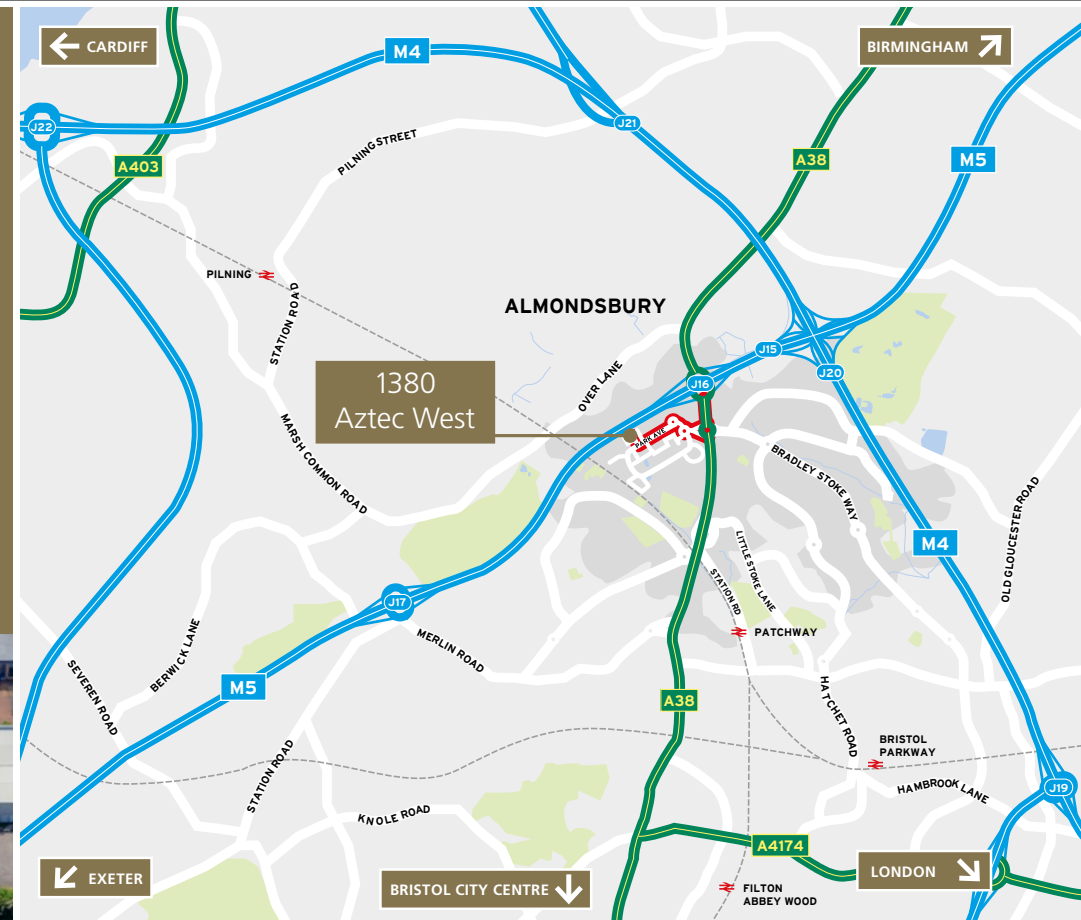 CARDIFF
M4
BIRMINGHAM
J22
J21
PILNING STREET
A403
A38
M5
PILNING
STATION ROAD
ALMONDSBURY
J15
J20
J16
OVER LANE
1380
Aztec West
PARK AVE
MARSH COMMON ROAD
BRADLEY STOKE WAY
OLD GLOUCESTER ROAD
M4
LITTLE STOKE LANE
STATION RD
J17
PATCHWAY
MERLIN ROAD
BERWICK LANE
SEVEREN ROAD
M5
A38
HATCHET ROAD
BRISTOL
PARKWAY
STATION ROAD
HAMBROOK LANE
J19
KNOLE ROAD
A4174
EXETER
BRISTOL CITY CENTRE
LONDON
FILTON
ABBEY WOOD